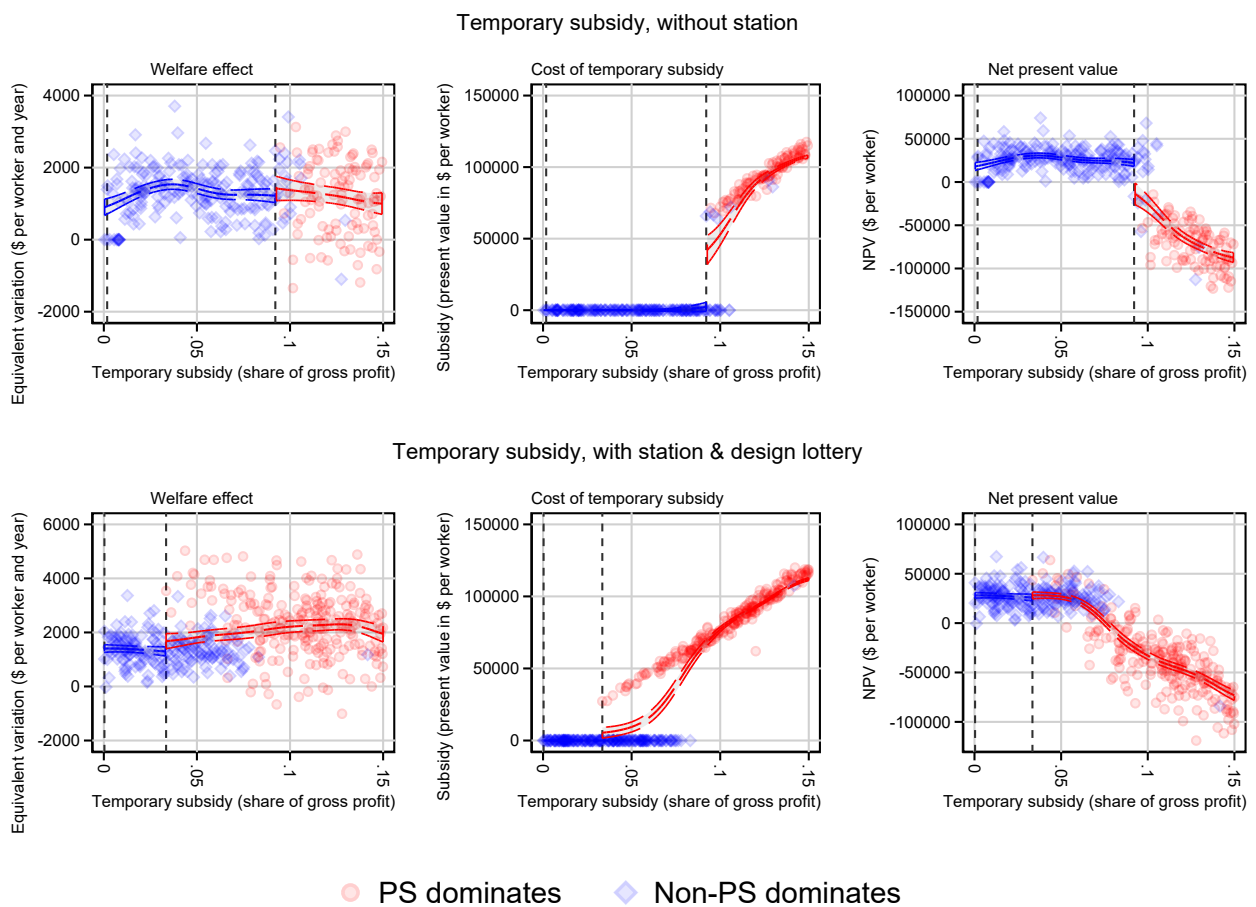 Temporary subsidy, without station
Welfare effect
Cost of temporary subsidy
Net present value
Equivalent variation ($ per worker and year)
4000
2000
0
-2000
0
.05
.1
.15
Temporary subsidy (share of gross profit)
Subsidy (present value in $ per worker)
150000
100000
50000
0
0
.05
.1
.15
Temporary subsidy (share of gross profit)
NPV ($ per worker)
100000
50000
0
-50000
-100000
-150000
0
.05
.1
.15
Temporary subsidy (share of gross profit)
Temporary subsidy, with station & design lottery
Welfare effect
Cost of temporary subsidy
Net present value
Equivalent variation ($ per worker and year)
6000
4000
2000
0
-2000
0
.05
.1
.15
Temporary subsidy (share of gross profit)
Subsidy (present value in $ per worker)
150000
100000
50000
0
0
.05
.1
.15
Temporary subsidy (share of gross profit)
NPV ($ per worker)
100000
50000
0
-50000
-100000
0
.05
.1
.15
Temporary subsidy (share of gross profit)
PS dominates
Non-PS dominates